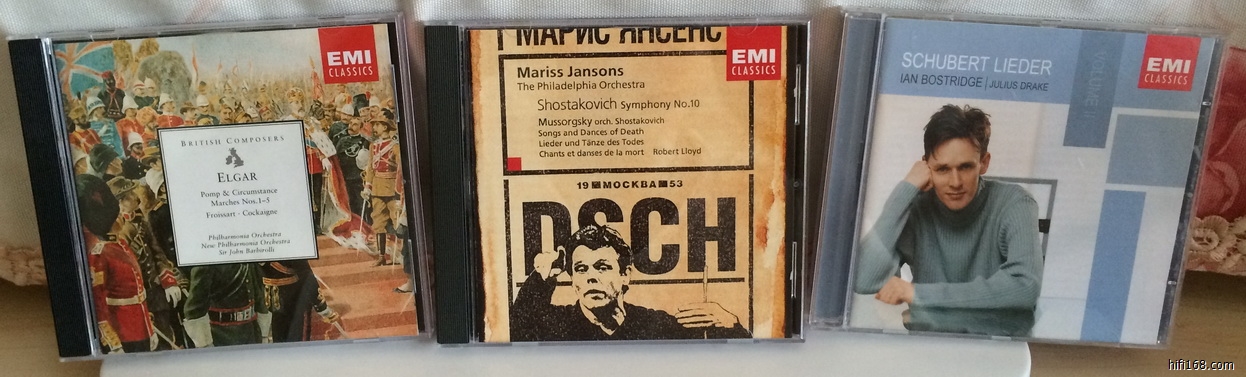 EMI
CLASSICS
BRITISH COMPOSERS
ELGAR
Pomp & Circumstance
Marches Nos.1-5
Froissart · Cockaigne
Philharmonia Orchestra
New Philharmonia Orchestra
Sir John Barbirolli
МАРИС ЯНСЕНС
EMI
CLASSICS
Mariss Jansons
The Philadelphia Orchestra
Shostakovich Symphony No.10
Mussorgsky orch. Shostakovich
Songs and Dances of Death
Lieder und Tänze des Todes
Chants et danses de la mort Robert Lloyd
19 МОСКВА 53
DSCH
EMI
CLASSICS
SCHUBERT LIEDER
IAN BOSTRIDGE | JULIUS DRAKE
hifi168.com